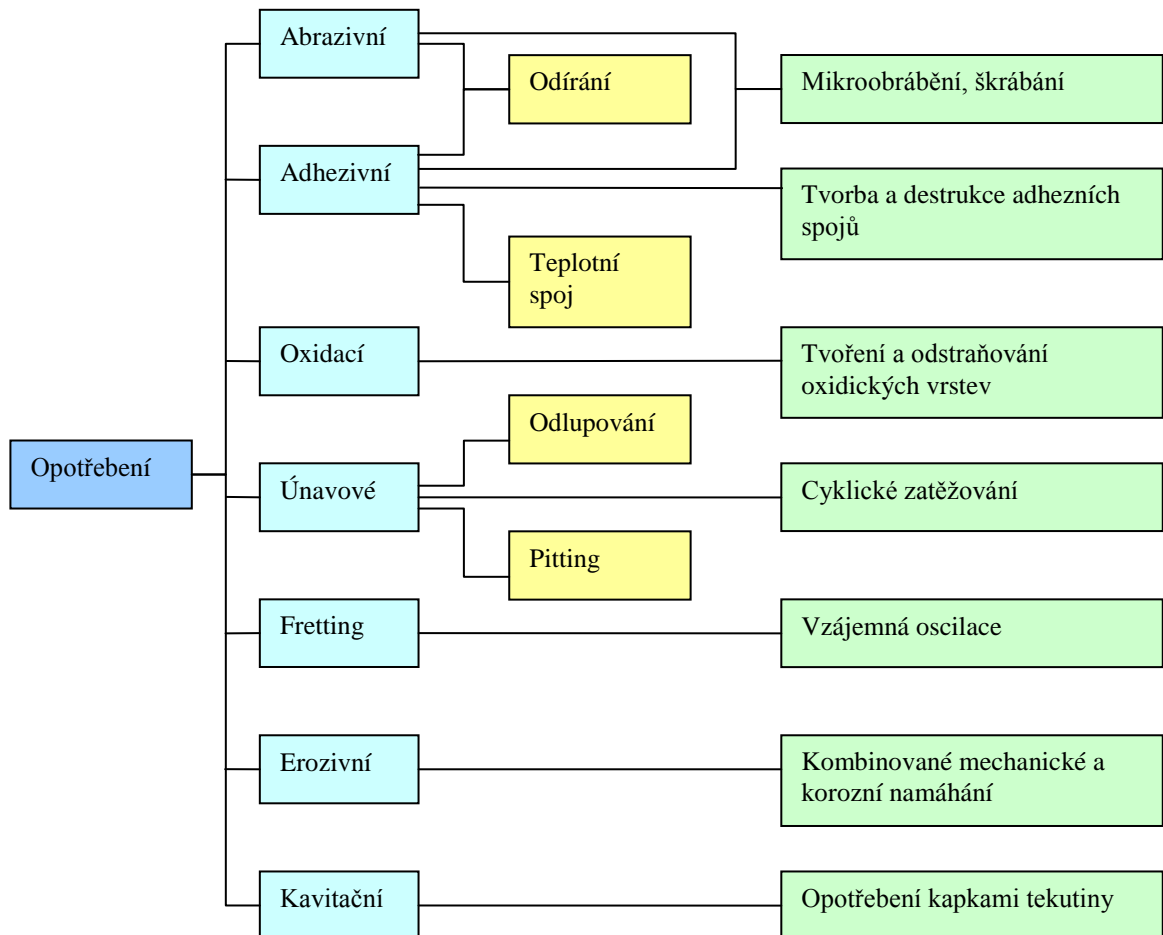 Abrazivní
Odírání
Mikroobrábění, škrábání
Adhezivní
Tvorba a destrukce adhezních
spojů
Teplotní
spoj
Oxidací
Tvoření a odstraňování
oxidických vrstev
Odlupování
Opotřebení
Únavové
Cyklické zatěžování
Pitting
Fretting
Vzájemná oscilace
Erozivní
Kombinované mechanické a
korozní namáhání
Kavitační
Opotřebení kapkami tekutiny